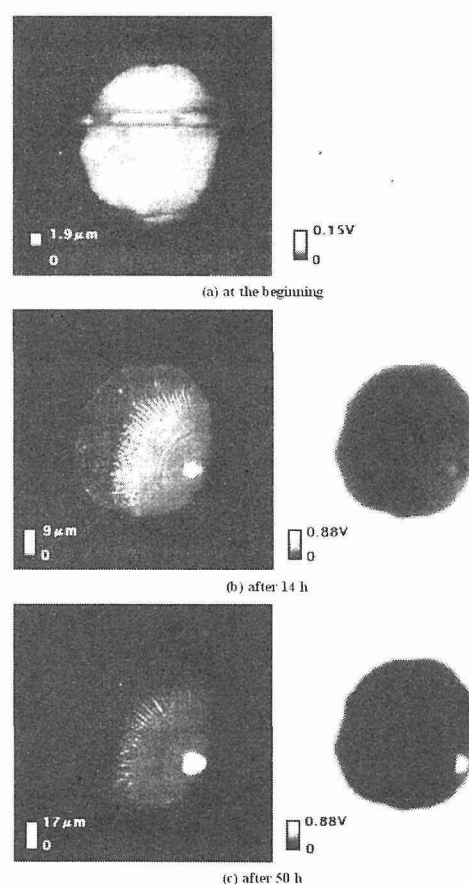 1.9μm
0
0.15V
0
(a) at the beginning
9μm
0
0.88V
0
(b) after 14 h
17μm
0
0.88V
0
(c) after 50 h